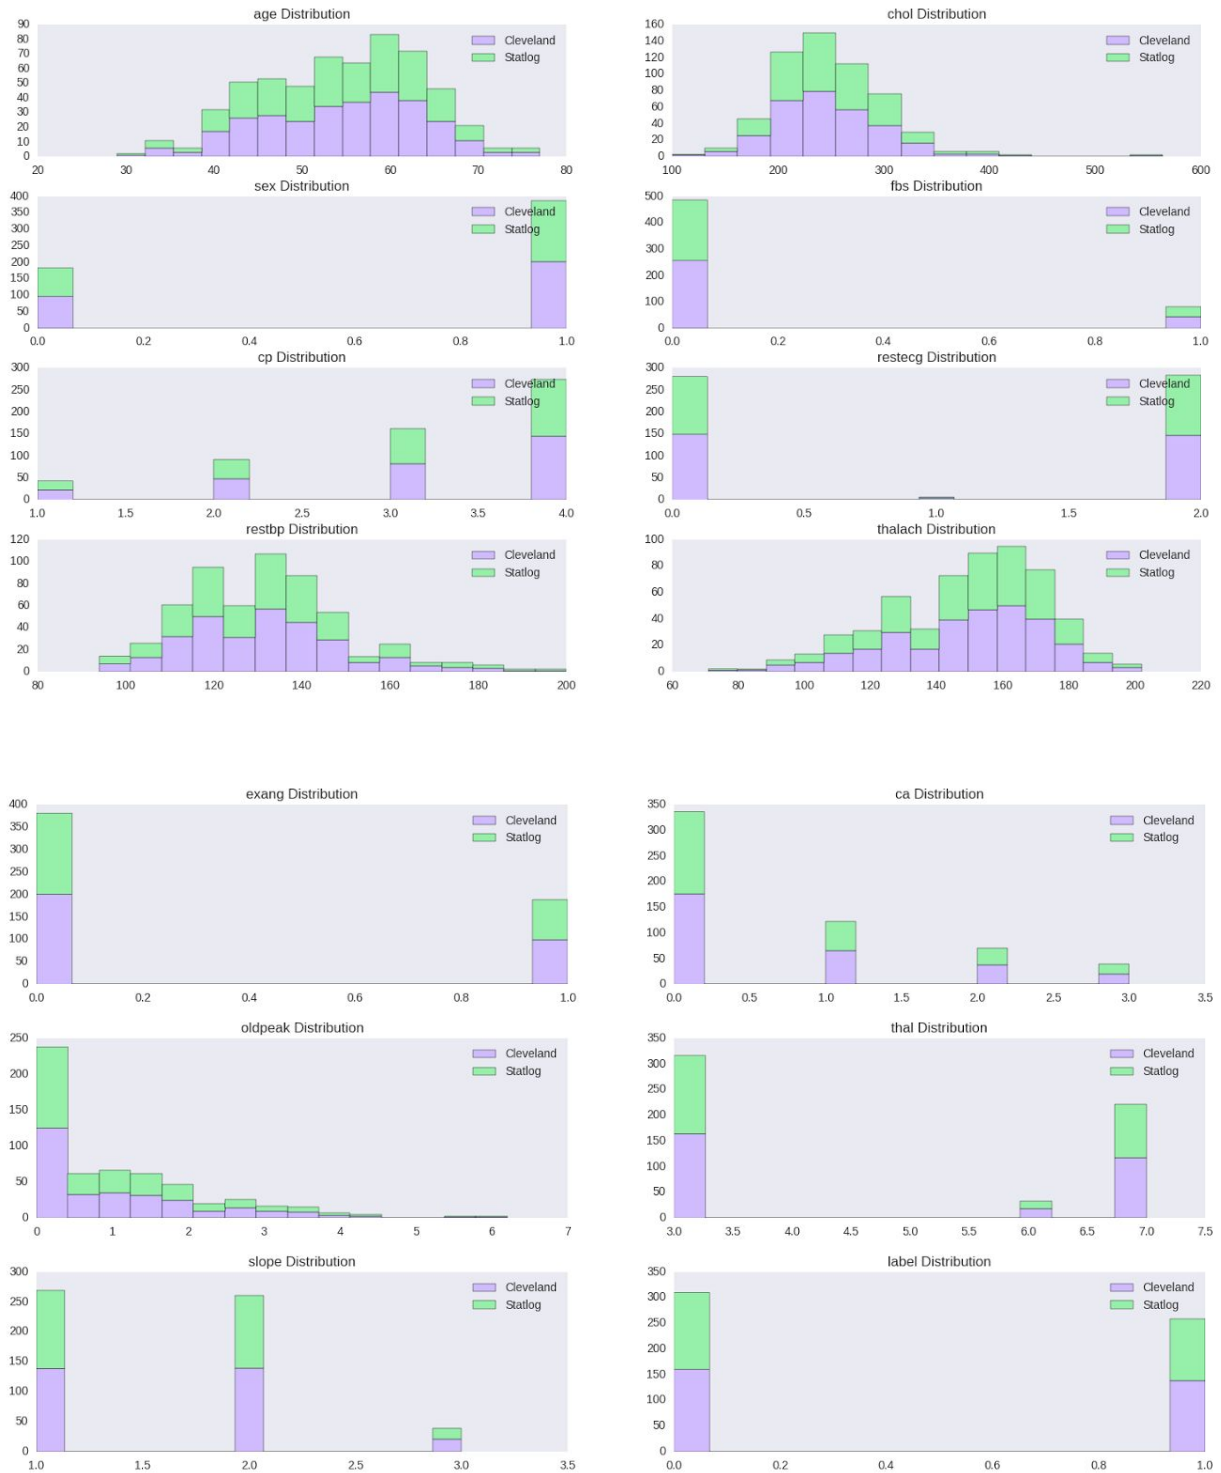 age Distribution
90
80
70
60
50
40
30
20
10
0
20 30 40 50 60 70 80
Cleveland
Statlog
chol Distribution
160
140
120
100
80
60
40
20
0
100 200 300 400 500 600
Cleveland
Statlog
sex Distribution
400
350
300
250
200
150
100
50
0
0.0 0.2 0.4 0.6 0.8 1.0
Cleveland
Statlog
fbs Distribution
500
400
300
200
100
0
0.0 0.2 0.4 0.6 0.8 1.0
Cleveland
Statlog
cp Distribution
300
250
200
150
100
50
0
1.0 1.5 2.0 2.5 3.0 3.5 4.0
Cleveland
Statlog
restecg Distribution
300
250
200
150
100
50
0
0.0 0.5 1.0 1.5 2.0
Cleveland
Statlog
restbp Distribution
120
100
80
60
40
20
0
80 100 120 140 160 180 200
Cleveland
Statlog
thalach Distribution
100
80
60
40
20
0
60 80 100 120 140 160 180 200 220
Cleveland
Statlog
exang Distribution
400
350
300
250
200
150
100
50
0
0.0 0.2 0.4 0.6 0.8 1.0
Cleveland
Statlog
ca Distribution
350
300
250
200
150
100
50
0
0.0 0.5 1.0 1.5 2.0 2.5 3.0 3.5
Cleveland
Statlog
oldpeak Distribution
250
200
150
100
50
0
0 1 2 3 4 5 6 7
Cleveland
Statlog
thal Distribution
350
300
250
200
150
100
50
0
3.0 3.5 4.0 4.5 5.0 5.5 6.0 6.5 7.0 7.5
Cleveland
Statlog
slope Distribution
300
250
200
150
100
50
0
1.0 1.5 2.0 2.5 3.0 3.5
Cleveland
Statlog
label Distribution
350
300
250
200
150
100
50
0
0.0 0.2 0.4 0.6 0.8 1.0
Cleveland
Statlog